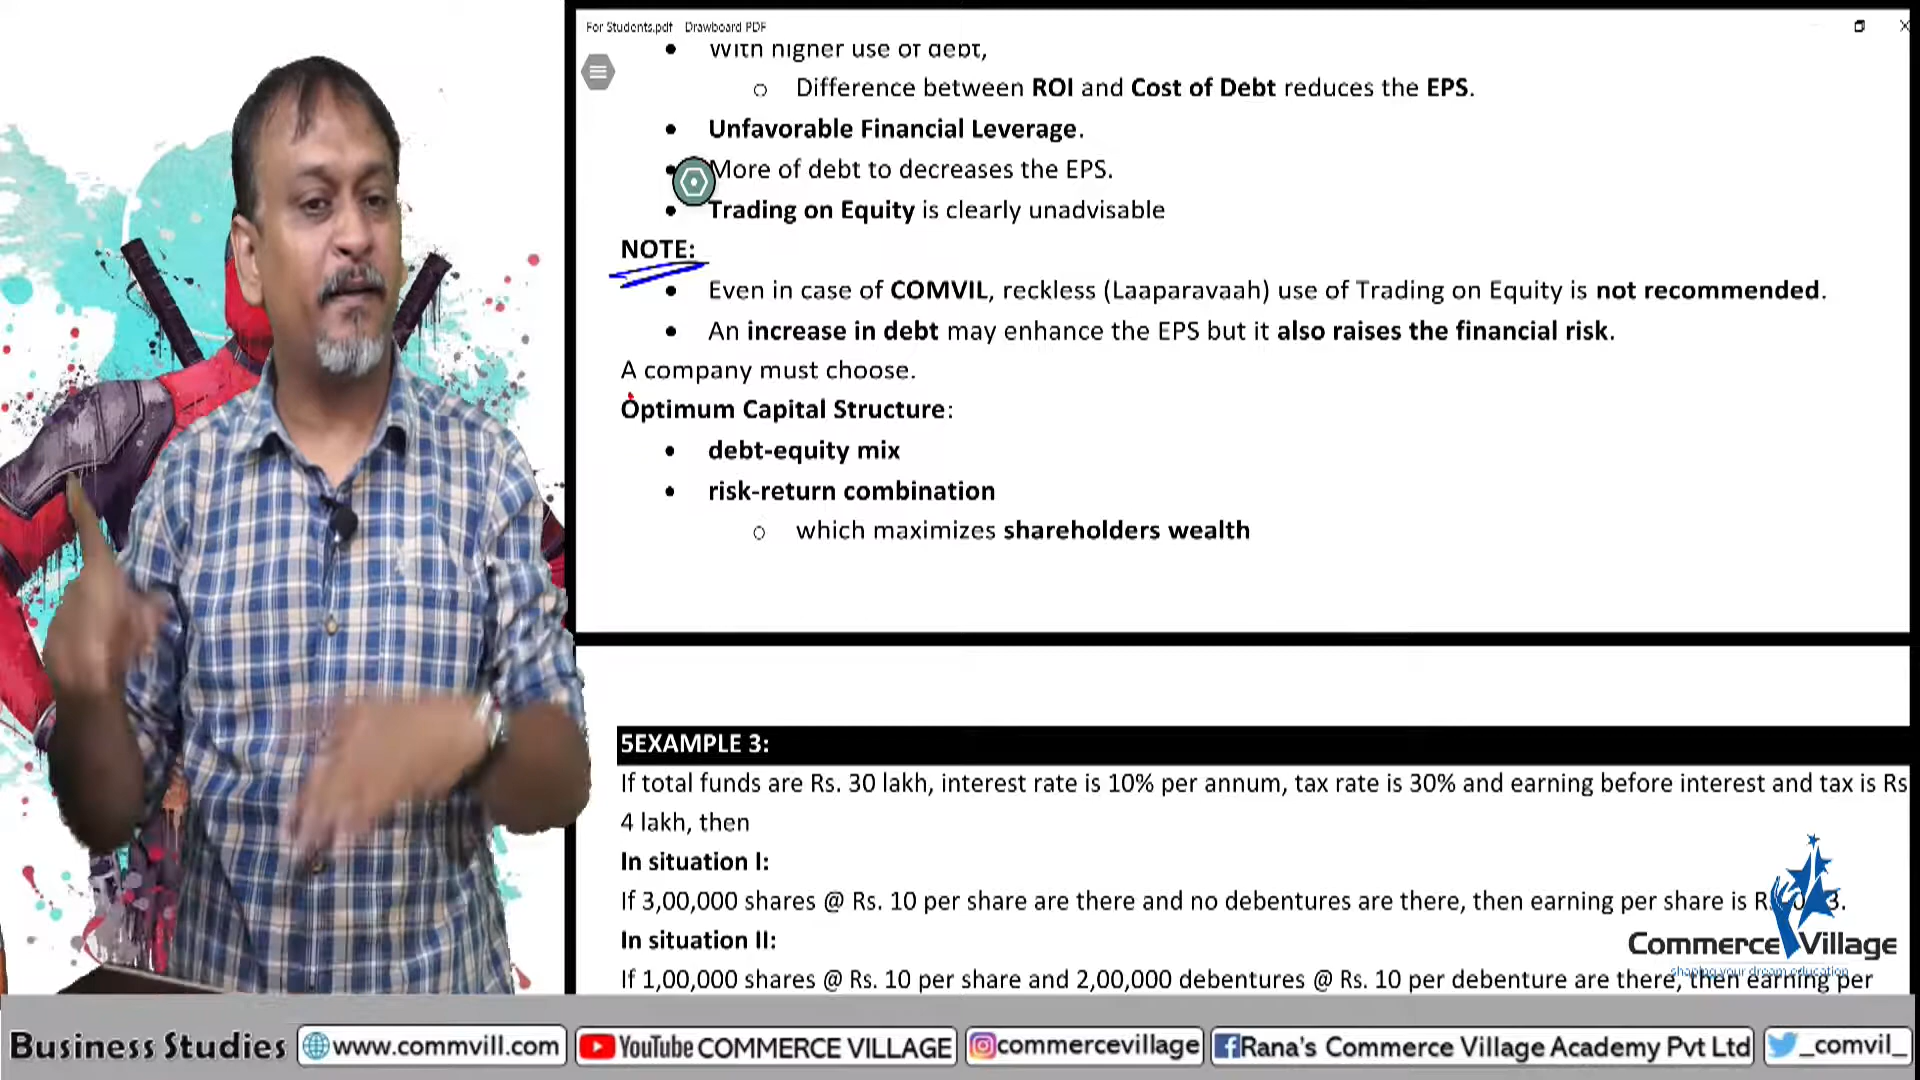 For Students.pdf Drawboard PDF
With higher use of debt,
Difference between ROI and Cost of Debt reduces the EPS.
Unfavorable Financial Leverage.
More of debt to decreases the EPS.
Trading on Equity is clearly unadvisable
NOTE:
Even in case of COMVIL, reckless (Laaparavaah) use of Trading on Equity is not recommended.
An increase in debt may enhance the EPS but it also raises the financial risk.
A company must choose.
Optimum Capital Structure:
debt-equity mix
risk-return combination
which maximizes shareholders wealth
5EXAMPLE 3:
If total funds are Rs. 30 lakh, interest rate is 10% per annum, tax rate is 30% and earning before interest and tax is Rs
4 lakh, then
In situation I:
If 3,00,000 shares @ Rs. 10 per share are there and no debentures are there, then earning per share is
In situation II:
If 1,00,000 shares @ Rs. 10 per share and 2,00,000 debentures @ Rs. 10 per debenture are there, then earning per
Commerce Village
shaping your dream education
Business Studies www.commvill.com YouTube COMMERCE VILLAGE commercevillage Rana's Commerce Village Academy Pvt Ltd _comvil_